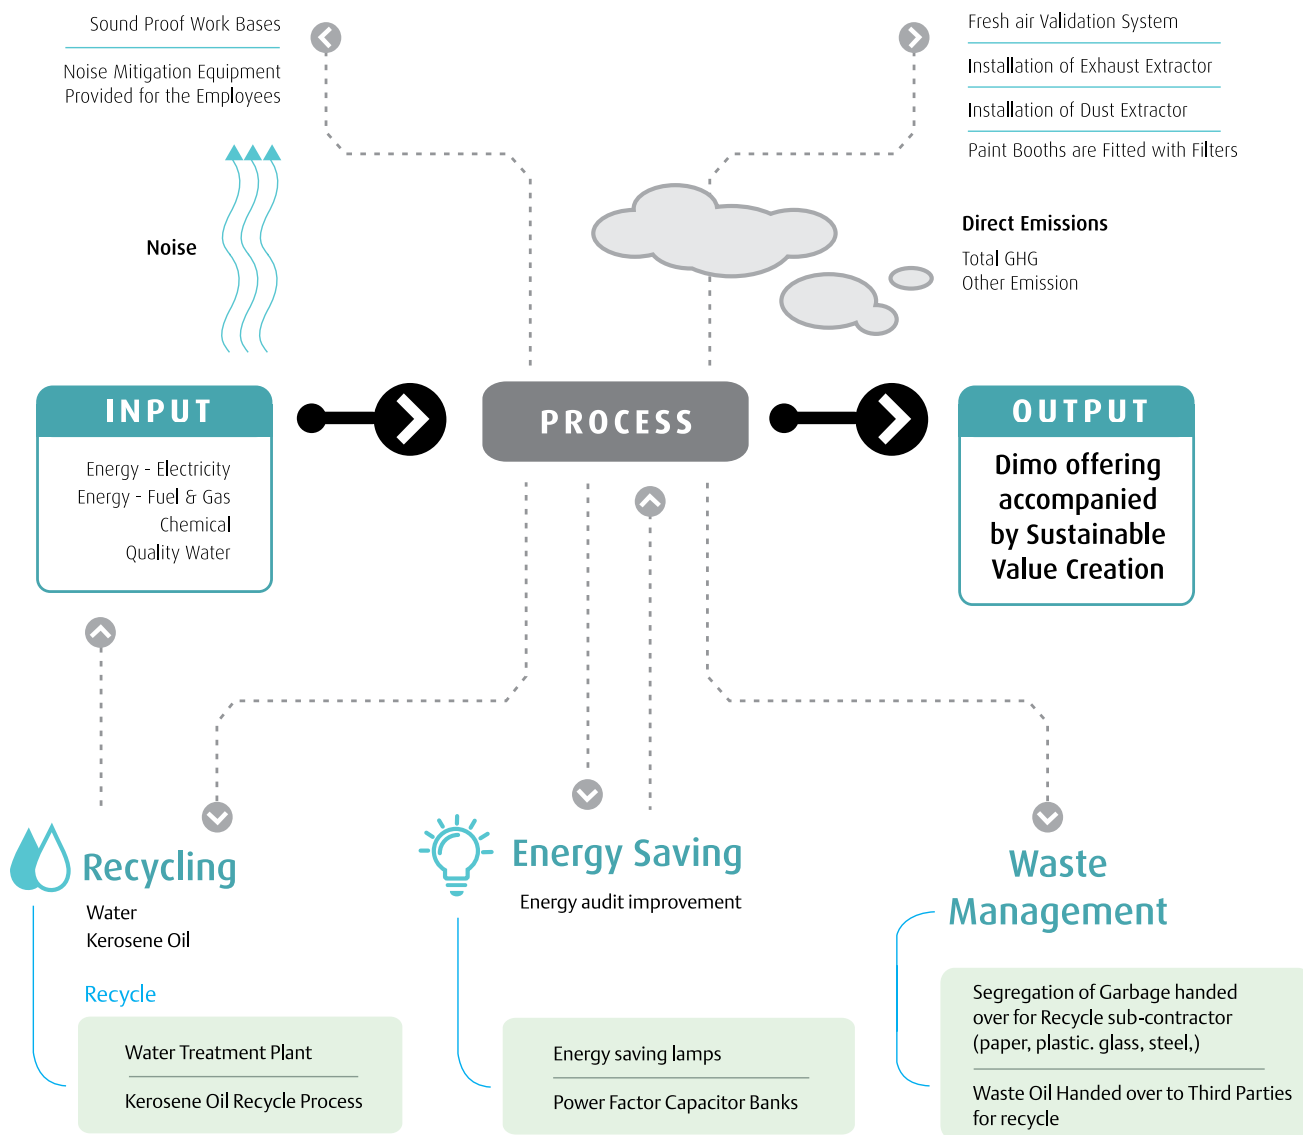 Sound Proof Work Bases
Noise Mitigation Equipment
Provided for the Employees
Fresh air Validation System
Installation of Exhaust Extractor
Installation of Dust Extractor
Paint Booths are Fitted with Filters
Noise
Direct Emissions
Total GHG
Other Emission
INPUT
Energy - Electricity
Energy - Fuel & Gas
Chemical
Quality Water
PROCESS
OUTPUT
Dimo offering
accompanied
by Sustainable
Value Creation
Recycling
Water
Kerosene Oil
Recycle
Water Treatment Plant
Kerosene Oil Recycle Process
Energy Saving
Energy audit improvement
Energy saving lamps
Power Factor Capacitor Banks
Waste
Management
Segregation of Garbage handed
over for Recycle sub-contractor
(paper, plastic. glass, steel,)
Waste Oil Handed over to Third Parties
for recycle